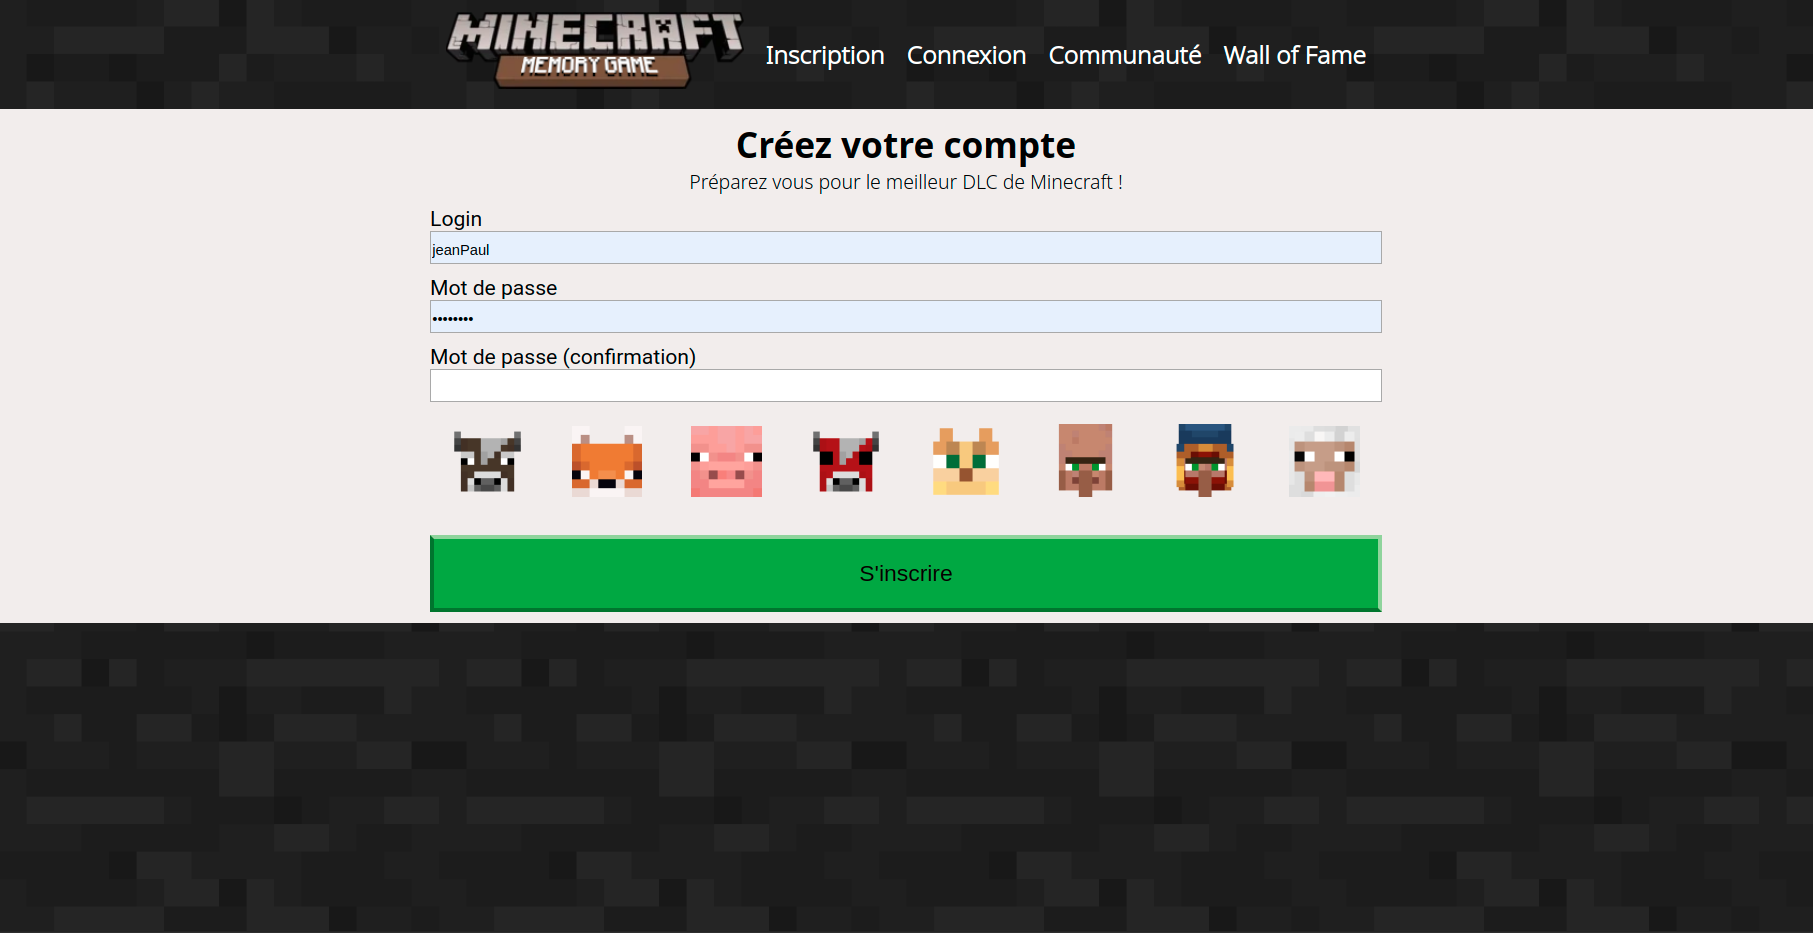 MINECRAFT
MEMORY GAME
Inscription Connexion Communauté Wall of Fame
Créez votre compte
Préparez vous pour le meilleur DLC de Minecraft !
Login
jeanPaul
Mot de passe
••••••••
Mot de passe (confirmation)
S'inscrire